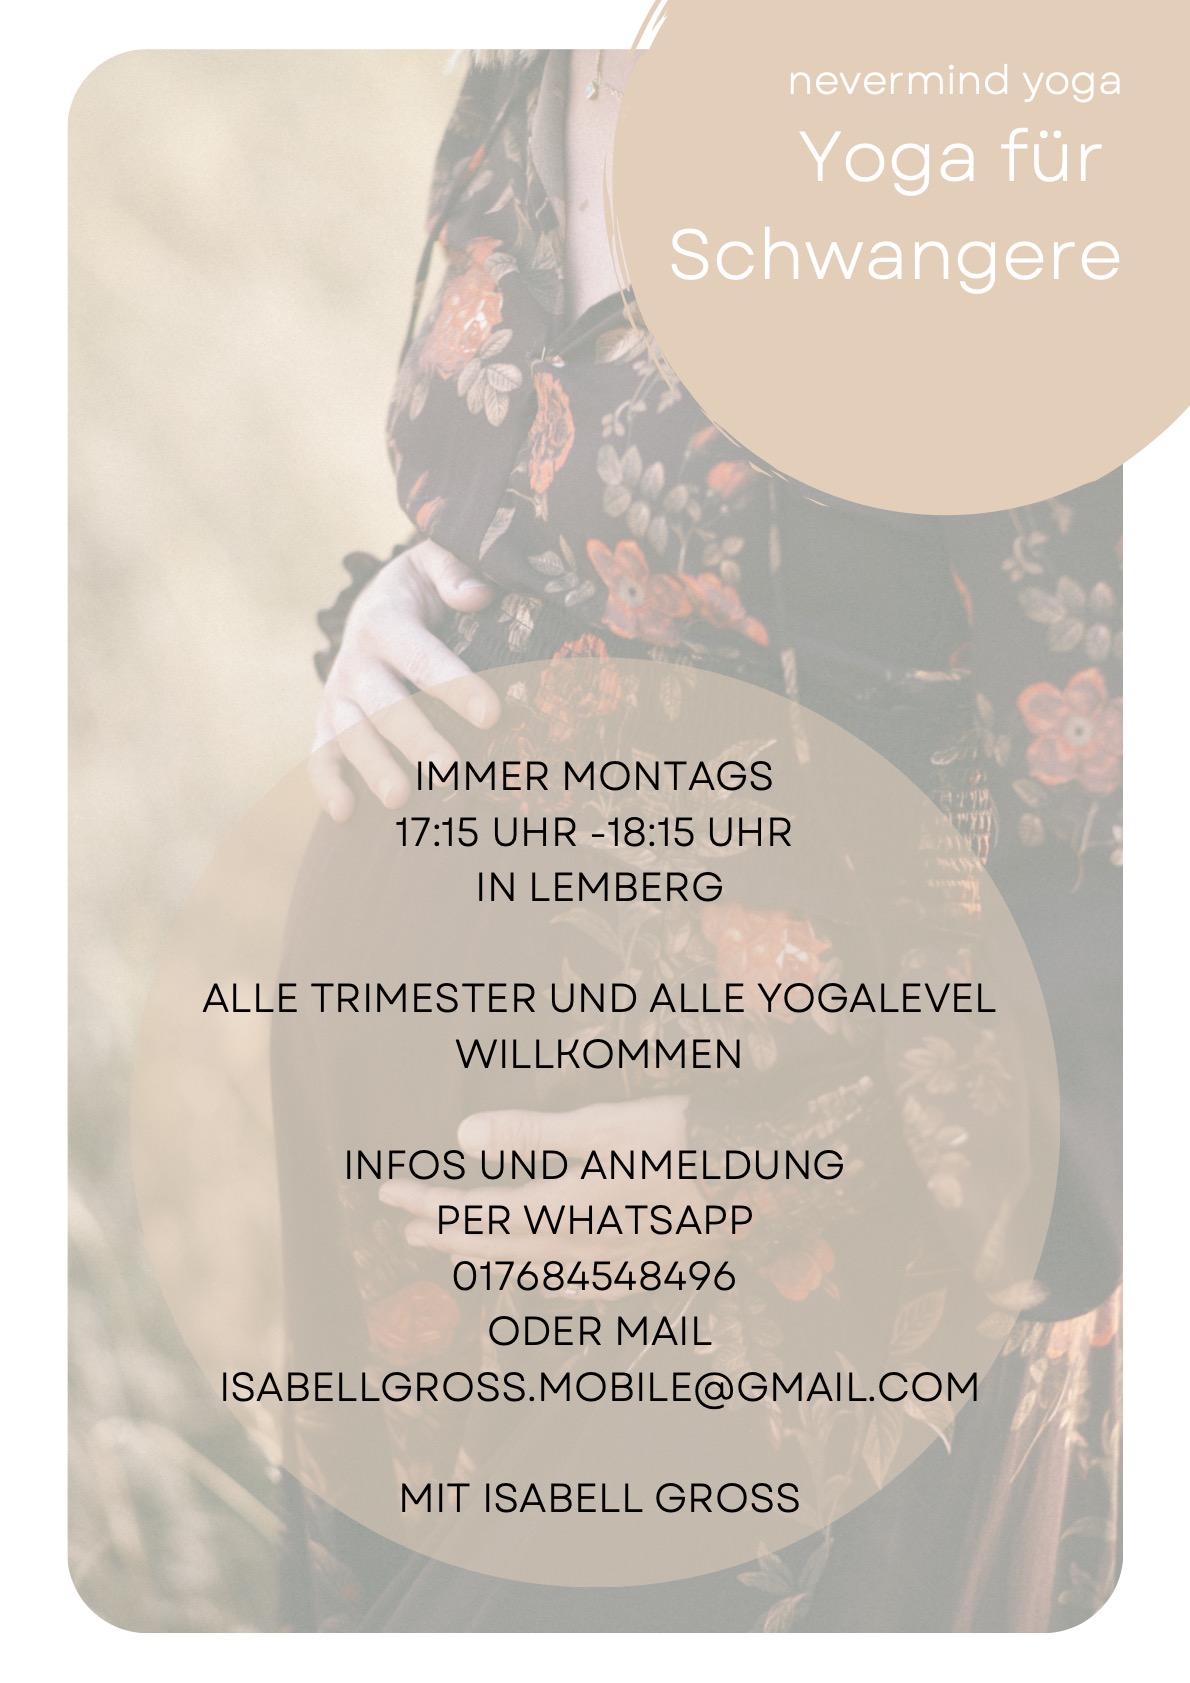 nevermind yoga
Yoga für
Schwangere
IMMER MONTAGS
17:15 UHR -18:15 UHR
IN LEMBERG
ALLE TRIMESTER UND ALLE YOGALEVEL
WILLKOMMEN
INFOS UND ANMELDUNG
PER WHATSAPP
017684548496
ODER MAIL
ISABELLGROSS.MOBILE@GMAIL.COM
MIT ISABELL GROSS